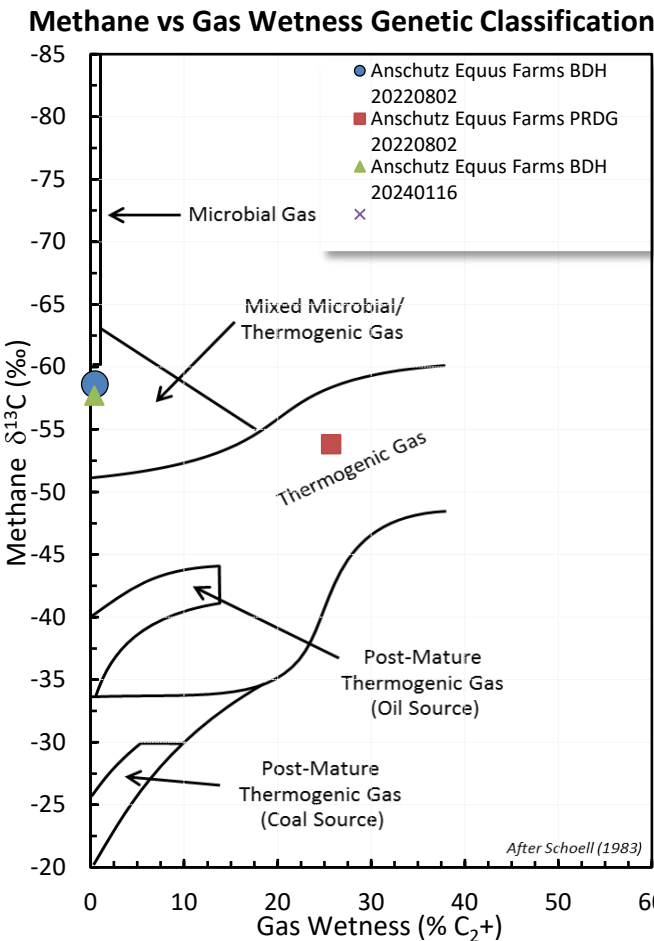 Methane vs Gas Wetness Genetic Classification
-85
-80
-75
-70
-65
-60
-55
-50
-45
-40
-35
-30
-25
-20
Methane δ¹³C (‰)
Anschutz Equus Farms BDH
20220802
Anschutz Equus Farms PRDG
20220802
Anschutz Equus Farms BDH
20240116
Microbial Gas
Mixed Microbial/
Thermogenic Gas
Thermogenic Gas
Post-Mature
Thermogenic Gas
(Oil Source)
Post-Mature
Thermogenic Gas
(Coal Source)
After Schoell (1983)
0 10 20 30 40 50
Gas Wetness (% C₂+)